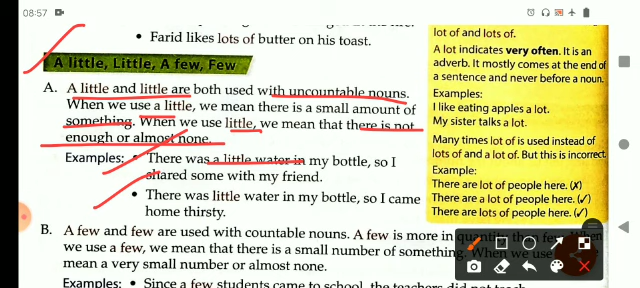 08:57
• Farid likes lots of butter on his toast.
A little, Little, A few, Few
A. A little and little are both used with uncountable nouns.
When we use a little, we mean there is a small amount of
something. When we use little, we mean that there is not
enough or almost none.
Examples: • There was a little water in my bottle, so I
shared some with my friend.
• There was little water in my bottle, so I came
home thirsty.
B. A few and few are used with countable nouns. A few is more in quantity than few. When
we use a few, we mean that there is a small number of something. When we use
mean a very small number or almost none.
Examples: • Since a few students came to school, the teachers did not teach
lot of and lots of.
A lot indicates very often. It is an
adverb. It mostly comes at the end of
a sentence and never before a noun.
Examples:
I like eating apples a lot.
My sister talks a lot.
Many times lot of is used instead of
lots of and a lot of. But this is incorrect.
Example:
There are lot of people here. (✗)
There are a lot of people here. (✓)
There are lots of people here. (✓)